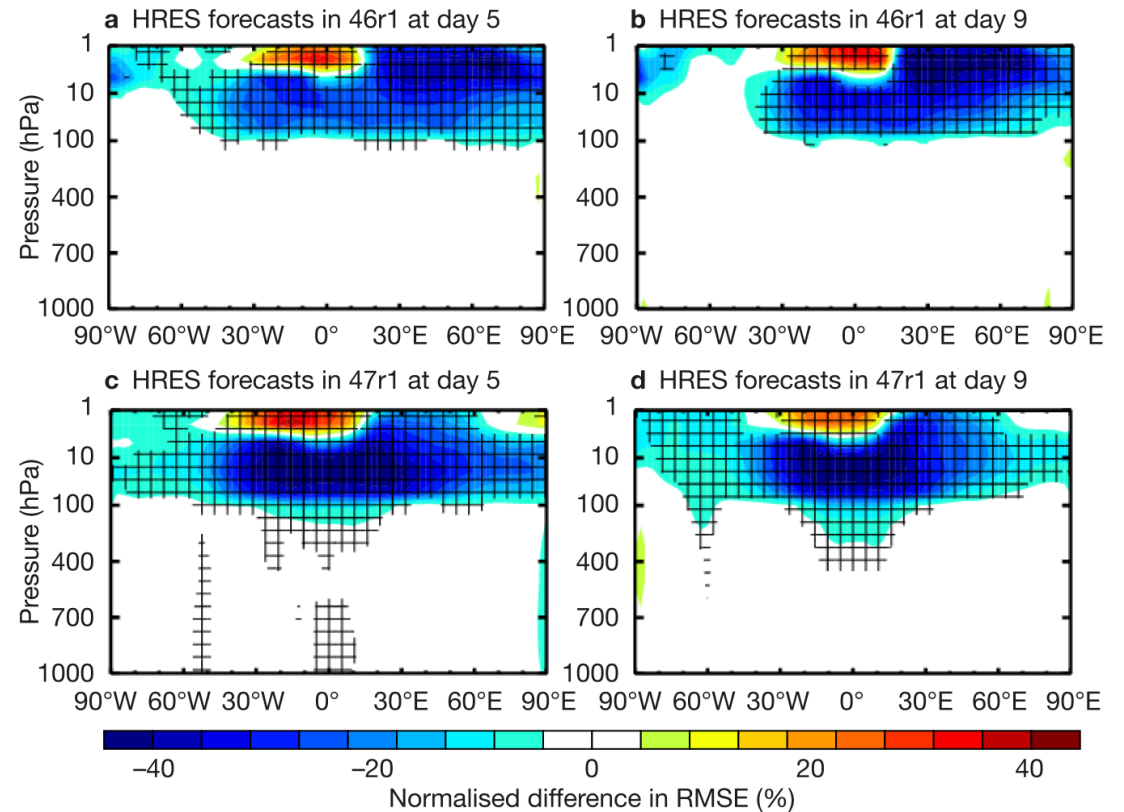 a HRES forecasts in 46r1 at day 5
b HRES forecasts in 46r1 at day 9
Pressure (hPa)
1
10
100
400
700
1000
90°W 60°W 30°W 0° 30°E 60°E 90°E
1
10
100
400
700
1000
90°W 60°W 30°W 0° 30°E 60°E 90°E
c HRES forecasts in 47r1 at day 5
d HRES forecasts in 47r1 at day 9
Pressure (hPa)
1
10
100
400
700
1000
90°W 60°W 30°W 0° 30°E 60°E 90°E
1
10
100
400
700
1000
90°W 60°W 30°W 0° 30°E 60°E 90°E
–40 –20 0 20 40
Normalised difference in RMSE (%)